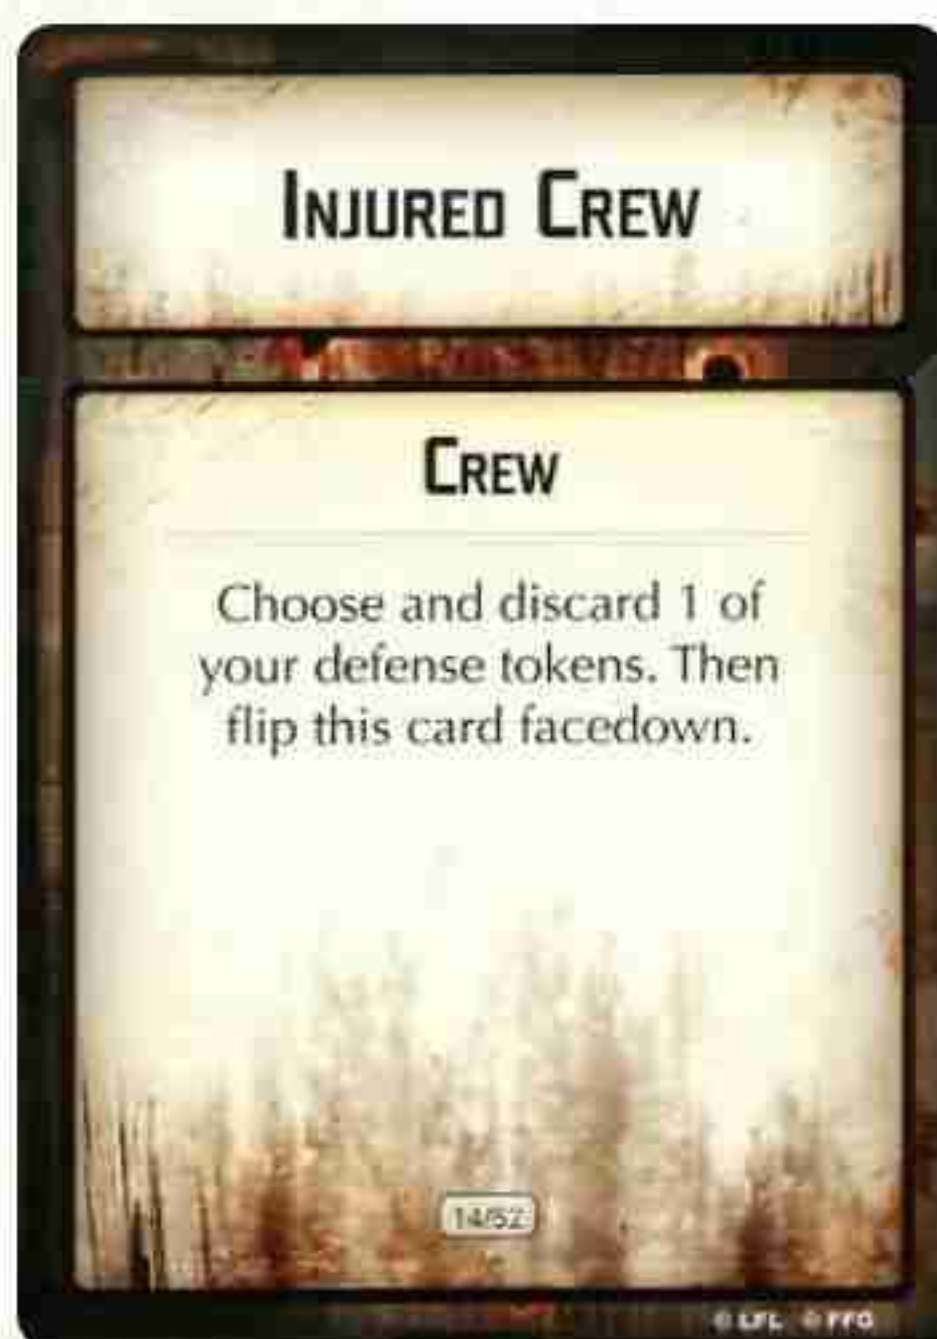 Injured Crew
Crew
Choose and discard 1 of
your defense tokens. Then
flip this card facedown.
14/52
© LFL © FFG